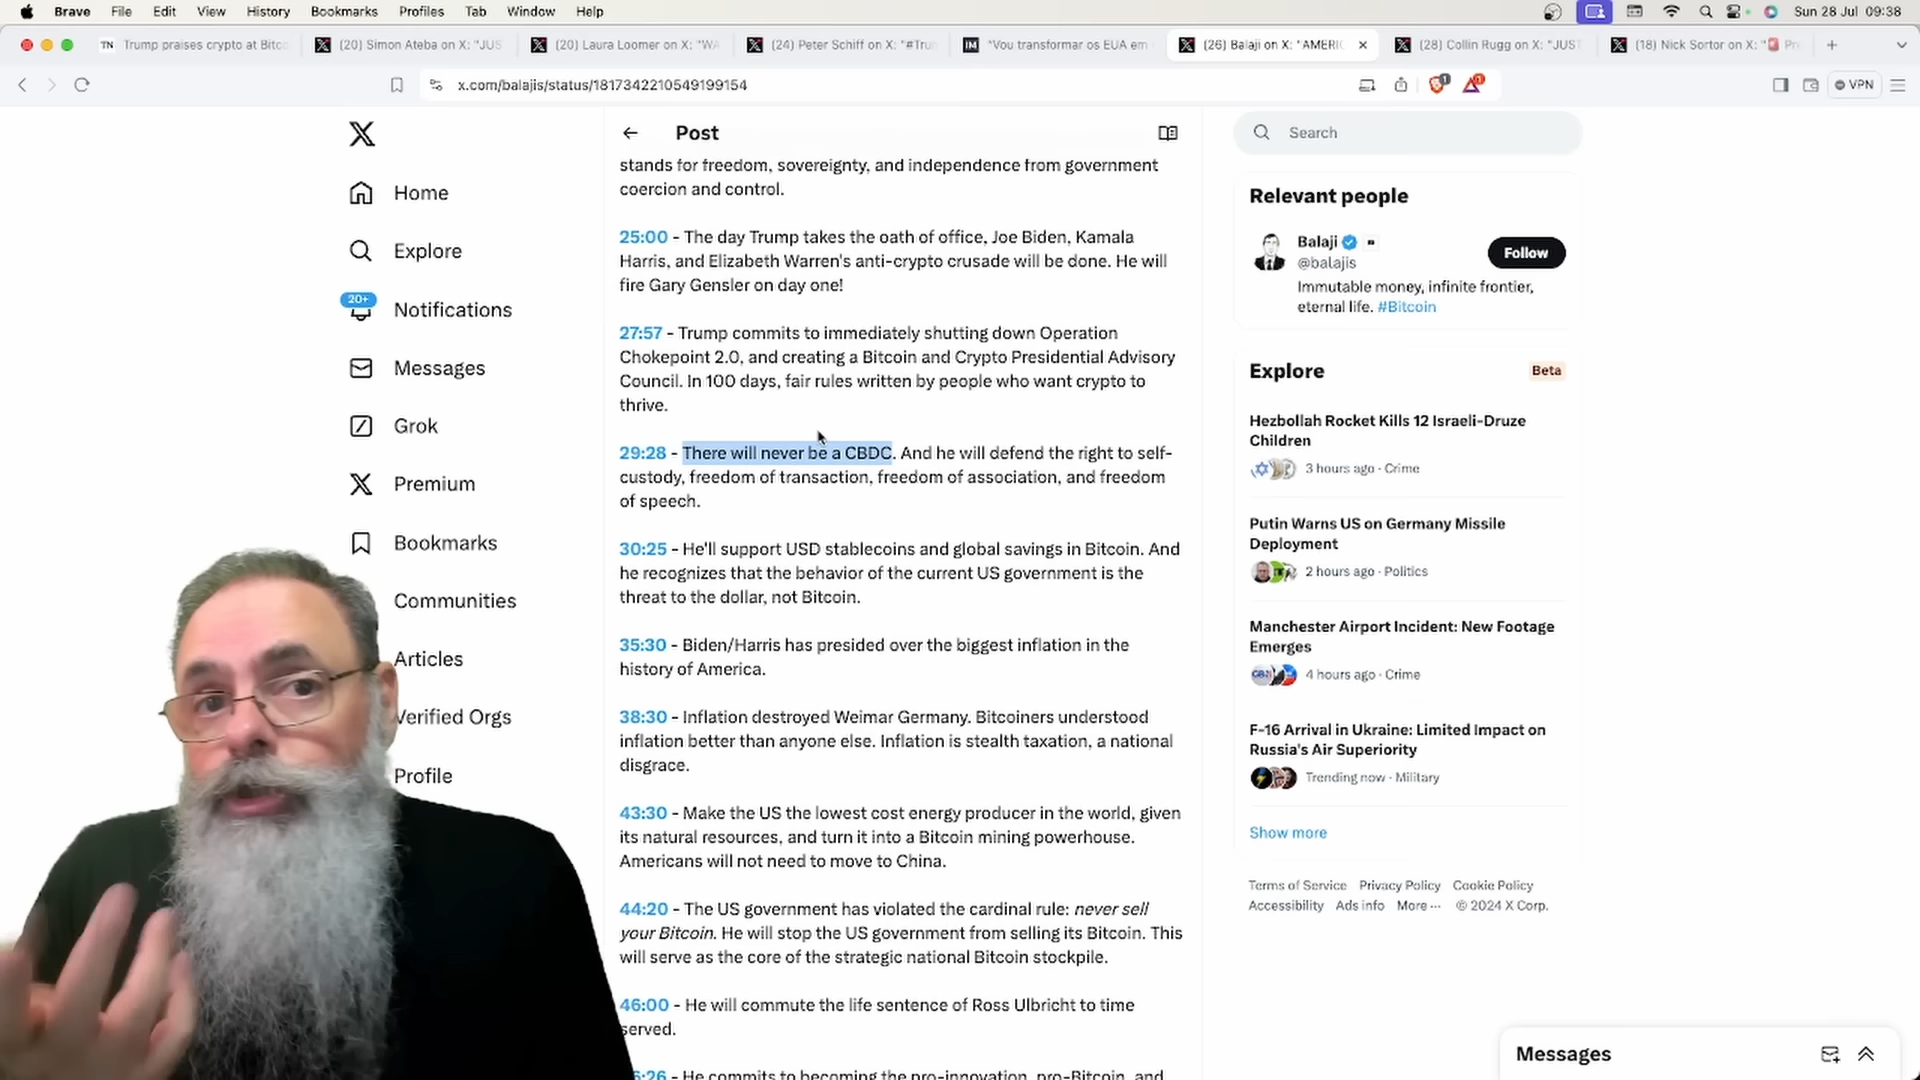 Brave File Edit View History Bookmarks Profiles Tab Window Help
Sun 28 Jul 09:38
TN Trump praises crypto at Bitco
(20) Simon Ateba on X: "JUS
(20) Laura Loomer on X: "WA
(24) Peter Schiff on X: "#Tru
IM "Vou transformar os EUA em
(26) Balaji on X: "AMERIC
(28) Collin Rugg on X: "JUST
(18) Nick Sortor on X: "🚨 Pr
x.com/balajis/status/1817342210549199154
1
1
VPN
Home
Explore
20+
Notifications
Messages
Grok
Premium
Bookmarks
Communities
Articles
Verified Orgs
Profile
Post
stands for freedom, sovereignty, and independence from government
coercion and control.
25:00 - The day Trump takes the oath of office, Joe Biden, Kamala
Harris, and Elizabeth Warren's anti-crypto crusade will be done. He will
fire Gary Gensler on day one!
27:57 - Trump commits to immediately shutting down Operation
Chokepoint 2.0, and creating a Bitcoin and Crypto Presidential Advisory
Council. In 100 days, fair rules written by people who want crypto to
thrive.
29:28 - There will never be a CBDC. And he will defend the right to self-
custody, freedom of transaction, freedom of association, and freedom
of speech.
30:25 - He'll support USD stablecoins and global savings in Bitcoin. And
he recognizes that the behavior of the current US government is the
threat to the dollar, not Bitcoin.
35:30 - Biden/Harris has presided over the biggest inflation in the
history of America.
38:30 - Inflation destroyed Weimar Germany. Bitcoiners understood
inflation better than anyone else. Inflation is stealth taxation, a national
disgrace.
43:30 - Make the US the lowest cost energy producer in the world, given
its natural resources, and turn it into a Bitcoin mining powerhouse.
Americans will not need to move to China.
44:20 - The US government has violated the cardinal rule: never sell
your Bitcoin. He will stop the US government from selling its Bitcoin. This
will serve as the core of the strategic national Bitcoin stockpile.
46:00 - He will commute the life sentence of Ross Ulbricht to time
served.
6:26 - He commits to becoming the pro-innovation, pro-Bitcoin, and
Search
Relevant people
Balaji
@balajis
Follow
Immutable money, infinite frontier,
eternal life. #Bitcoin
Explore
Beta
Hezbollah Rocket Kills 12 Israeli-Druze
Children
3 hours ago · Crime
Putin Warns US on Germany Missile
Deployment
2 hours ago · Politics
Manchester Airport Incident: New Footage
Emerges
4 hours ago · Crime
F-16 Arrival in Ukraine: Limited Impact on
Russia's Air Superiority
Trending now · Military
Show more
Terms of Service Privacy Policy Cookie Policy
Accessibility Ads info More ··· © 2024 X Corp.
Messages